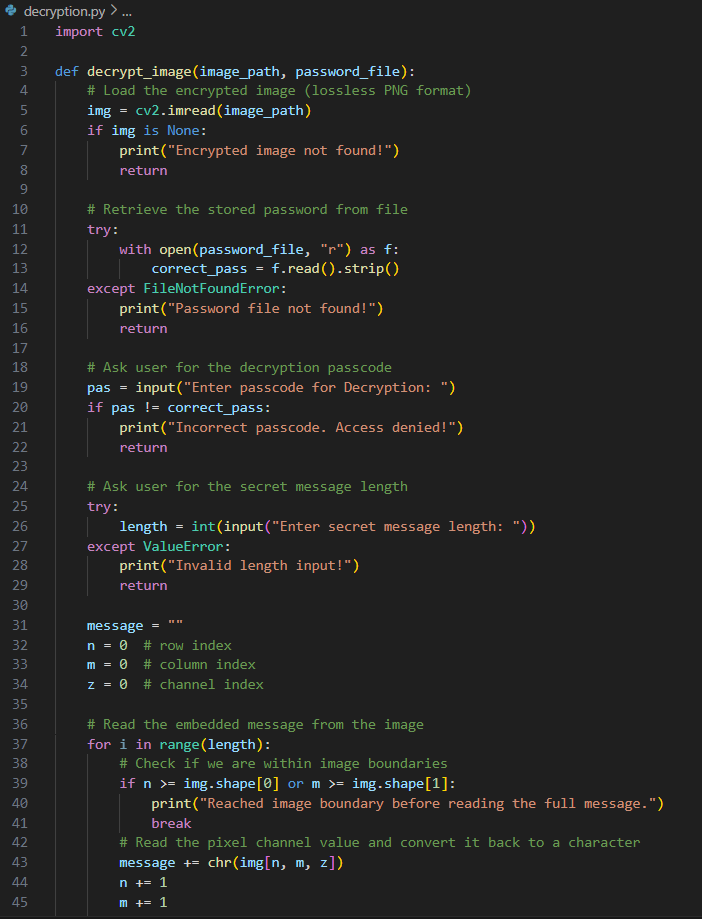 decryption.py > ...
1 import cv2
2
3 def decrypt_image(image_path, password_file):
4     # Load the encrypted image (lossless PNG format)
5     img = cv2.imread(image_path)
6     if img is None:
7         print("Encrypted image not found!")
8         return
9
10     # Retrieve the stored password from file
11     try:
12         with open(password_file, "r") as f:
13             correct_pass = f.read().strip()
14     except FileNotFoundError:
15         print("Password file not found!")
16         return
17
18     # Ask user for the decryption passcode
19     pas = input("Enter passcode for Decryption: ")
20     if pas != correct_pass:
21         print("Incorrect passcode. Access denied!")
22         return
23
24     # Ask user for the secret message length
25     try:
26         length = int(input("Enter secret message length: "))
27     except ValueError:
28         print("Invalid length input!")
29         return
30
31     message = ""
32     n = 0  # row index
33     m = 0  # column index
34     z = 0  # channel index
35
36     # Read the embedded message from the image
37     for i in range(length):
38         # Check if we are within image boundaries
39         if n >= img.shape[0] or m >= img.shape[1]:
40             print("Reached image boundary before reading the full message.")
41             break
42         # Read the pixel channel value and convert it back to a character
43         message += chr(img[n, m, z])
44         n += 1
45         m += 1